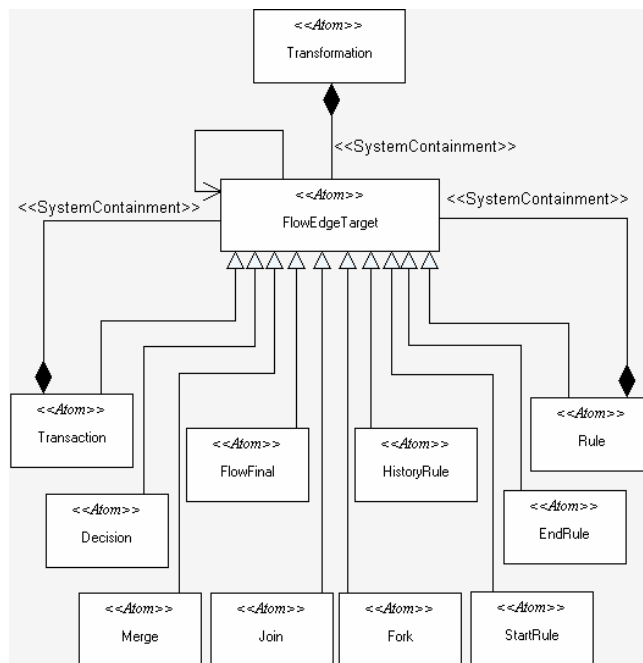 <<Atom>>
Transformation
<<SystemContainment>>
<<Atom>>
FlowEdgeTarget
<<SystemContainment>>
<<SystemContainment>>
<<Atom>>
Transaction
<<Atom>>
Rule
<<Atom>>
FlowFinal
<<Atom>>
HistoryRule
<<Atom>>
Decision
<<Atom>>
EndRule
<<Atom>>
Merge
<<Atom>>
Join
<<Atom>>
Fork
<<Atom>>
StartRule